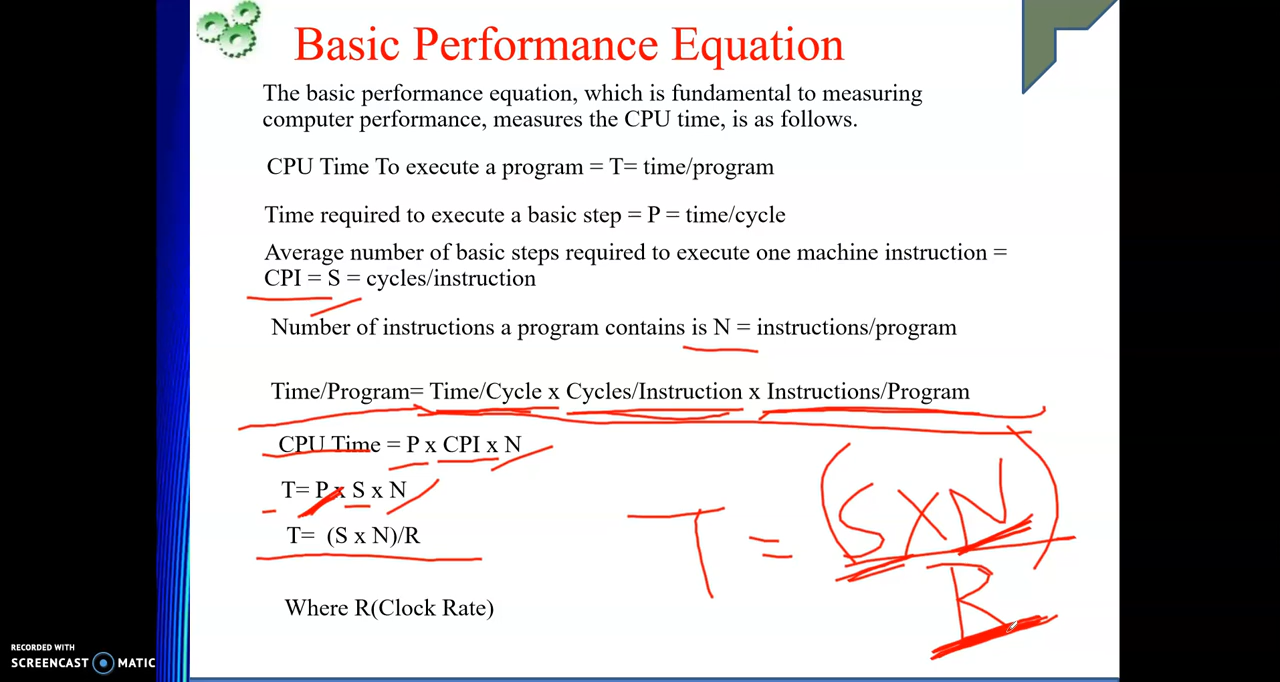 Basic Performance Equation
The basic performance equation, which is fundamental to measuring
computer performance, measures the CPU time, is as follows.
CPU Time To execute a program = T= time/program
Time required to execute a basic step = P = time/cycle
Average number of basic steps required to execute one machine instruction =
CPI = S = cycles/instruction
Number of instructions a program contains is N = instructions/program
Time/Program= Time/Cycle x Cycles/Instruction x Instructions/Program
CPU Time = P x CPI x N
T= P x S x N
T= (S x N)/R
Where R(Clock Rate)
T = (S x N)
R
RECORDED WITH
SCREENCAST MATIC